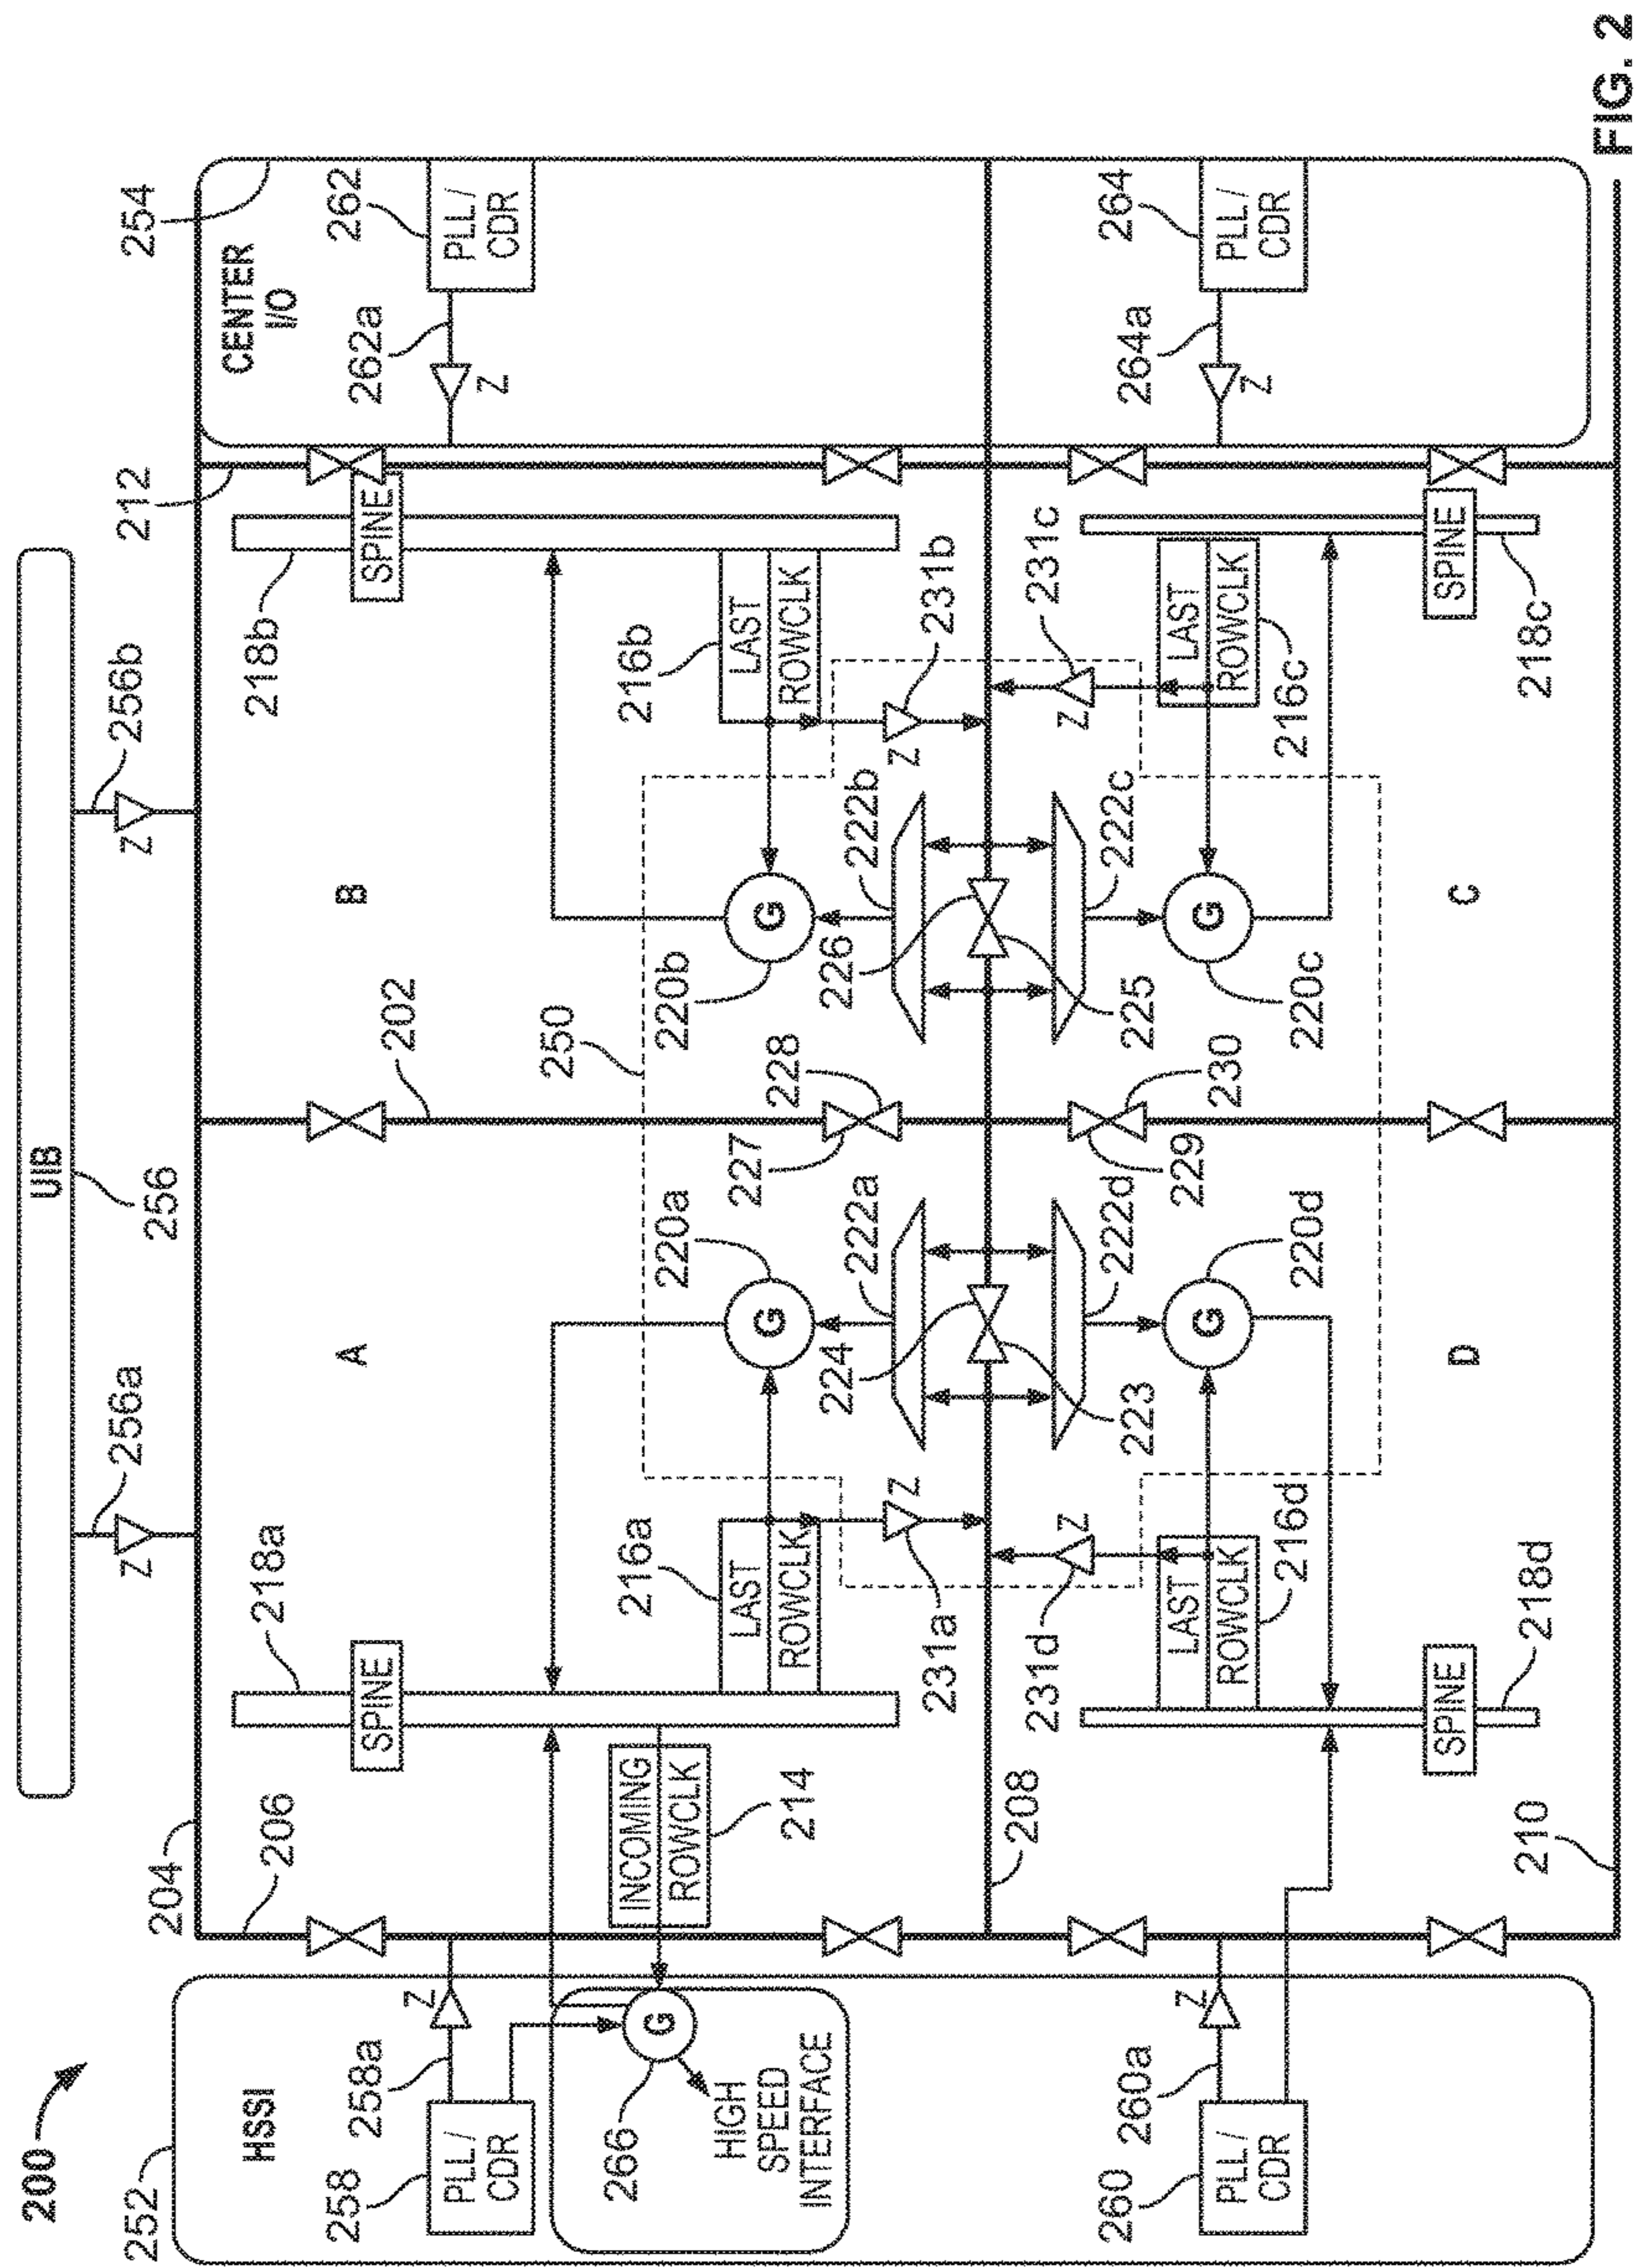 200
252
HSSI
258
PLL /
CDR
258a
Z
266
G
HIGH
SPEED
INTERFACE
260
PLL /
CDR
260a
Z
204
206
INCOMING
ROWCLK
214
208
210
UIB
256
256a
Z
256b
Z
218a
SPINE
A
216a
LAST
ROWCLK
231a
Z
220a
G
222a
224
223
222d
220d
G
231d
Z
LAST
ROWCLK
216d
D
SPINE
218d
202
250
227
228
229
230
B
220b
G
222b
226
225
222c
220c
G
C
218b
SPINE
216b
LAST
ROWCLK
231b
Z
231c
Z
LAST
ROWCLK
216c
SPINE
218c
212
254
CENTER
I/O
262
PLL /
CDR
262a
Z
264
PLL /
CDR
264a
Z
FIG. 2